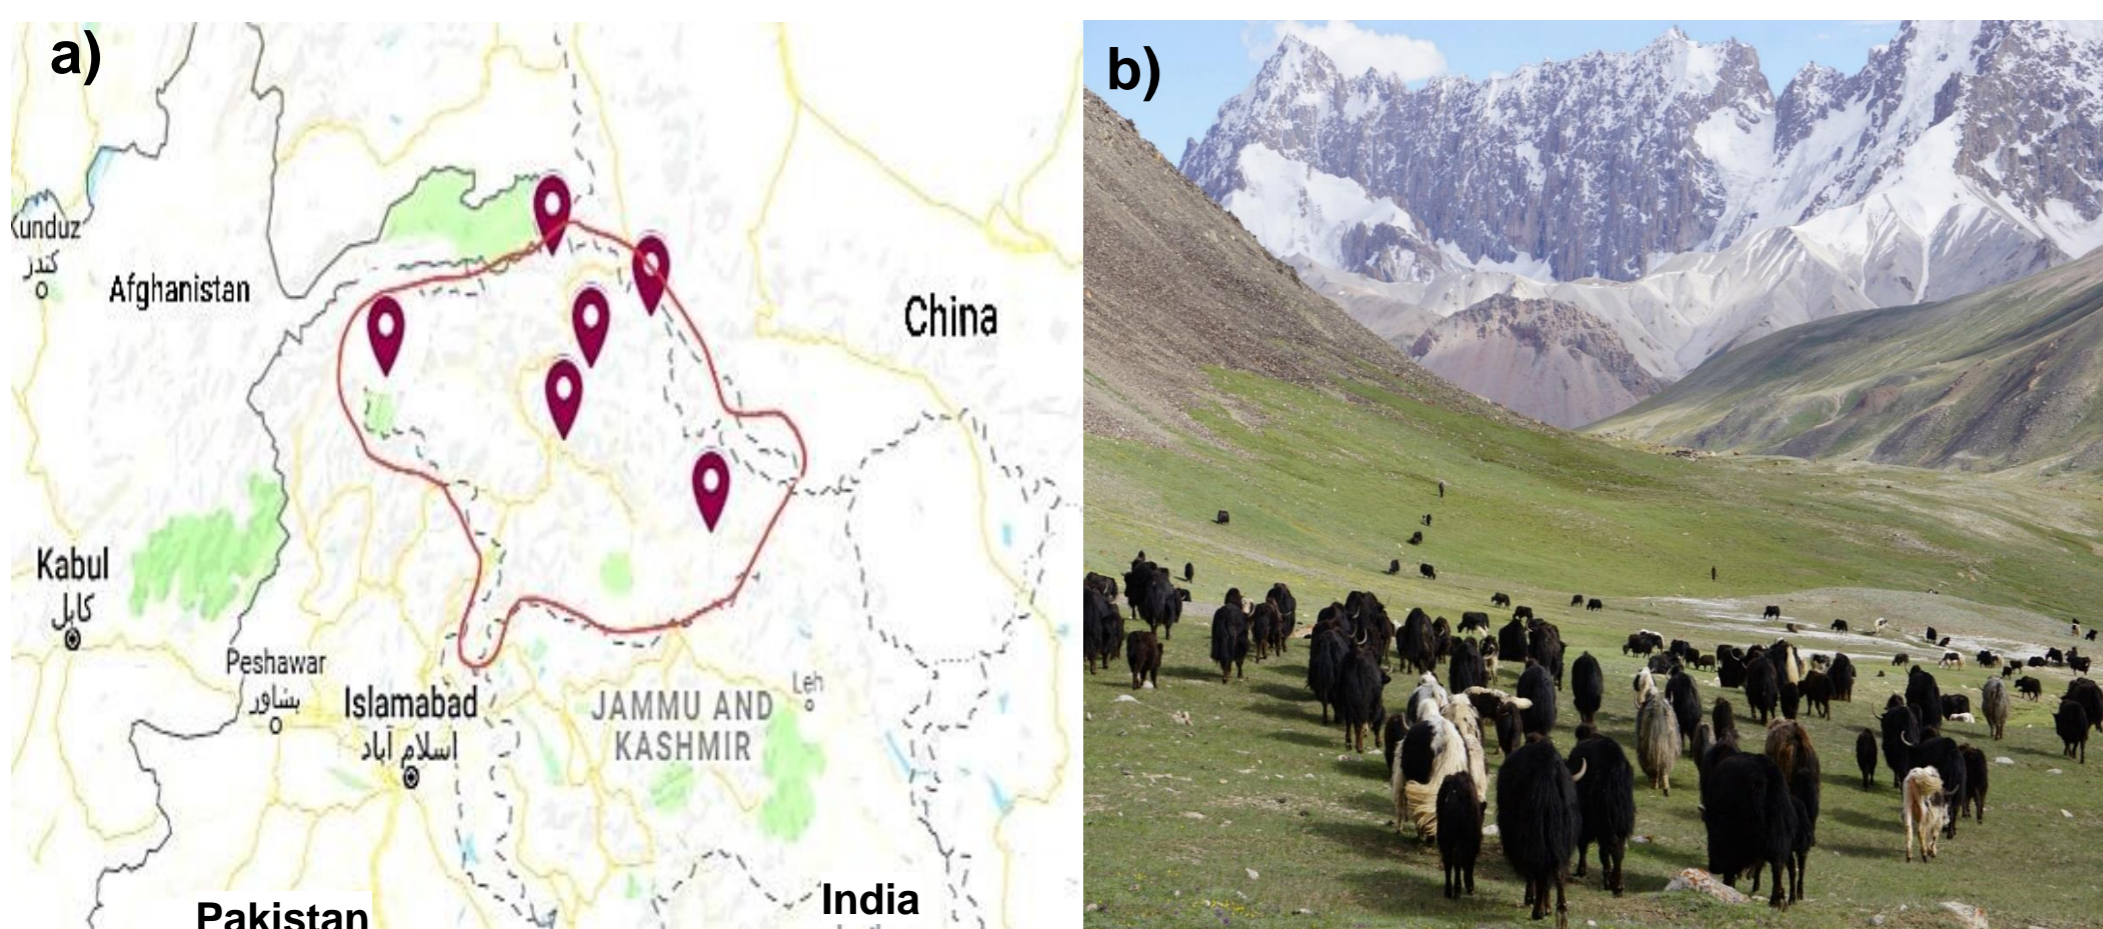 a)
b)
Kunduz
کندز
Afghanistan
China
Kabul
کابل
Peshawar
پشاور
Islamabad
اسلام آباد
JAMMU AND
KASHMIR
Leh
India
Pakistan